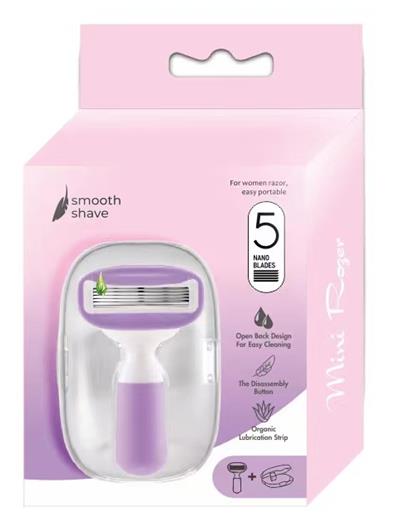 smooth
shave
For women razor,
easy portable
5
NANO
BLADES
Open Back Design
For Easy Cleaning
The Disassembly
Button
Organic
Lubrication Strip
+
Mini Rozer